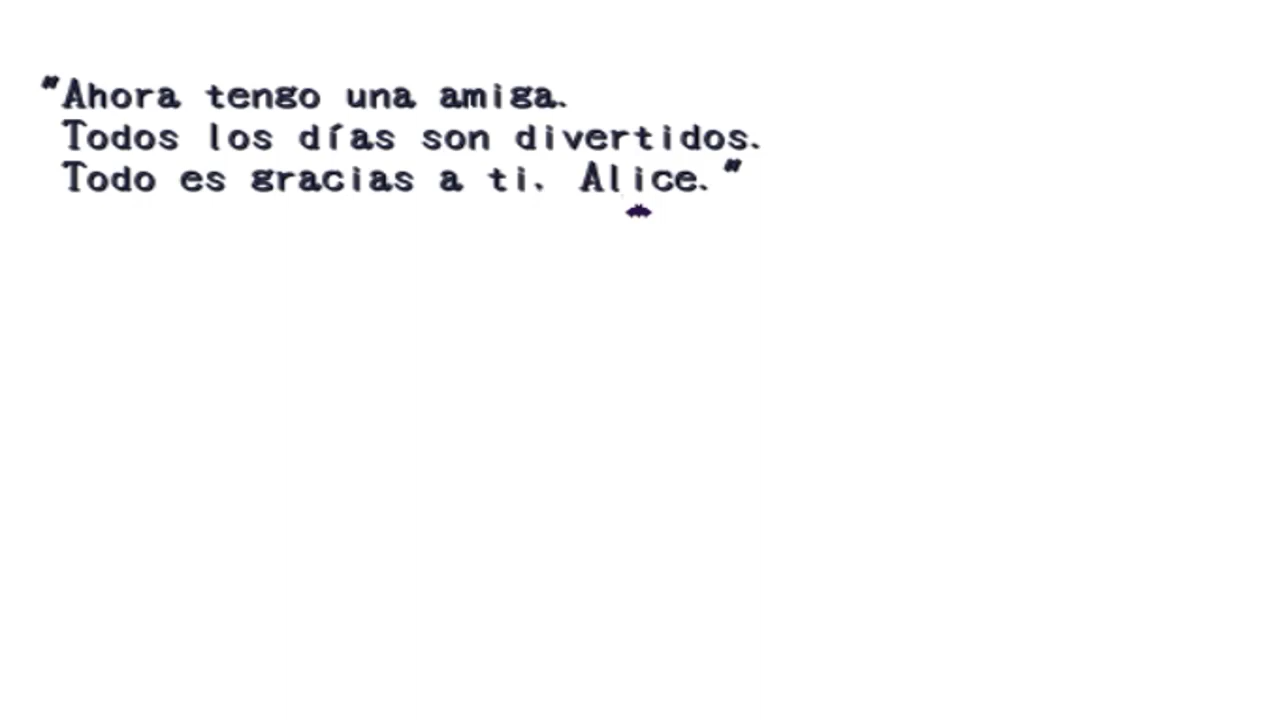 "Ahora tengo una amiga.
Todos los días son divertidos.
Todo es gracias a ti. Alice."